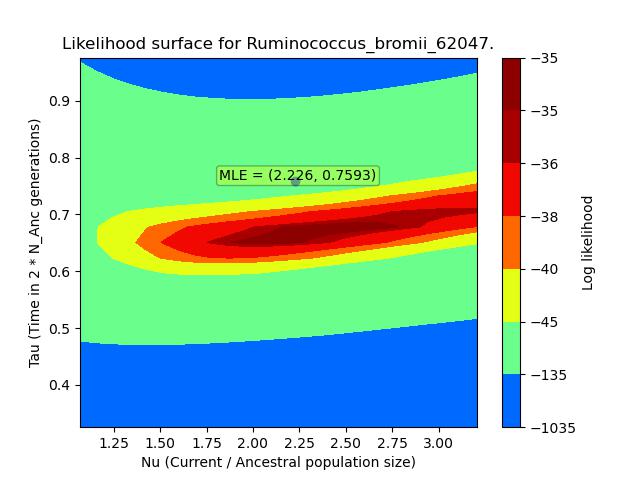 Likelihood surface for Ruminococcus_bromii_62047.
MLE = (2.226, 0.7593)
0.9
0.8
0.7
0.6
0.5
0.4
Tau (Time in 2 * N_Anc generations)
1.25 1.50 1.75 2.00 2.25 2.50 2.75 3.00
Nu (Current / Ancestral population size)
−35
−35
−36
−38
−40
−45
−135
−1035
Log likelihood